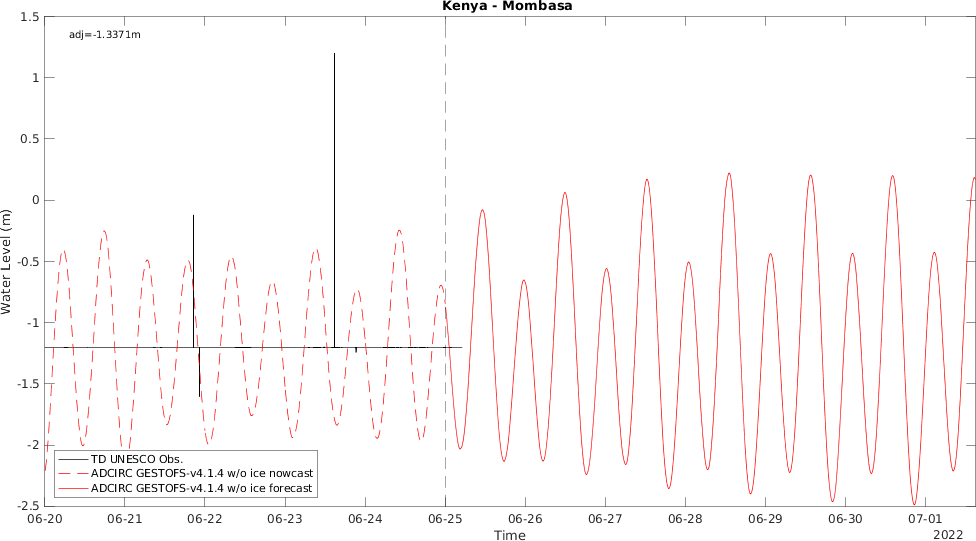 Kenya - Mombasa
adj=-1.3371m
Water Level (m)
1.5
1
0.5
0
-0.5
-1
-1.5
-2
-2.5
TD UNESCO Obs.
ADCIRC GESTOFS-v4.1.4 w/o ice nowcast
ADCIRC GESTOFS-v4.1.4 w/o ice forecast
06-20 06-21 06-22 06-23 06-24 06-25 06-26 06-27 06-28 06-29 06-30 07-01
2022
Time